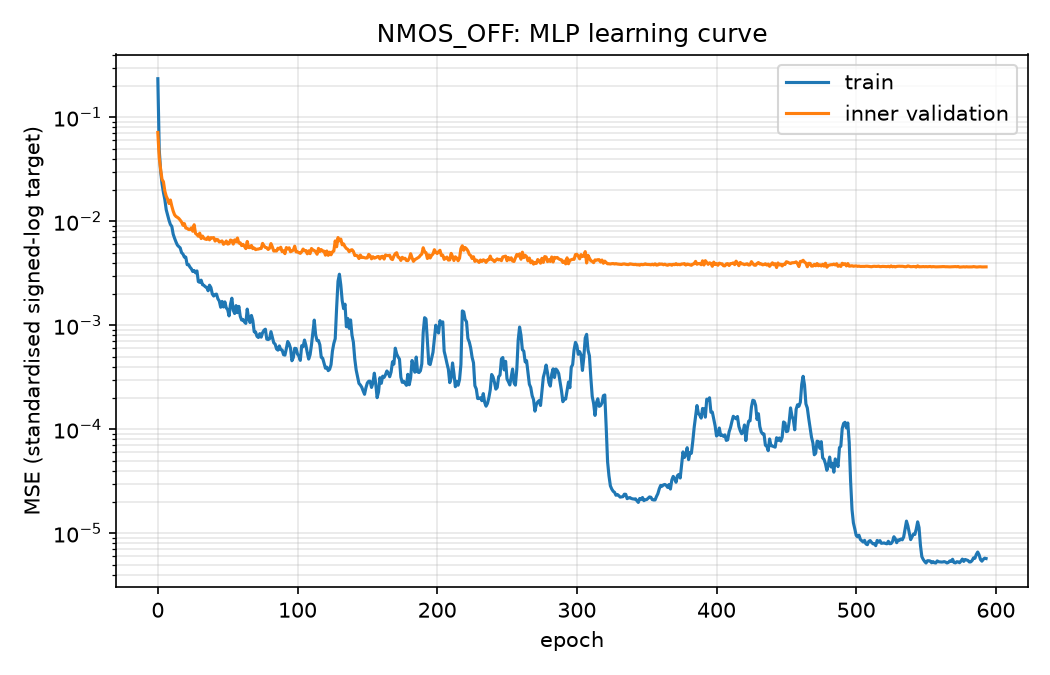 NMOS_OFF: MLP learning curve
train
inner validation
MSE (standardised signed-log target)
10⁻¹
10⁻²
10⁻³
10⁻⁴
10⁻⁵
0 100 200 300 400 500 600
epoch